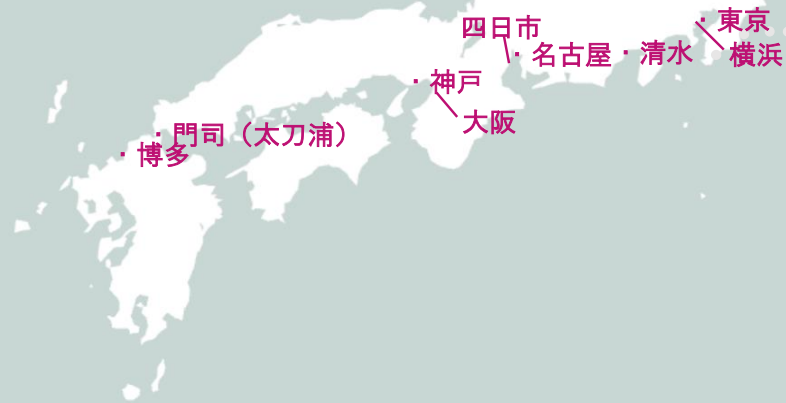 東京
四日市
名古屋
清水
横浜
神戸
大阪
門司（太刀浦）
博多